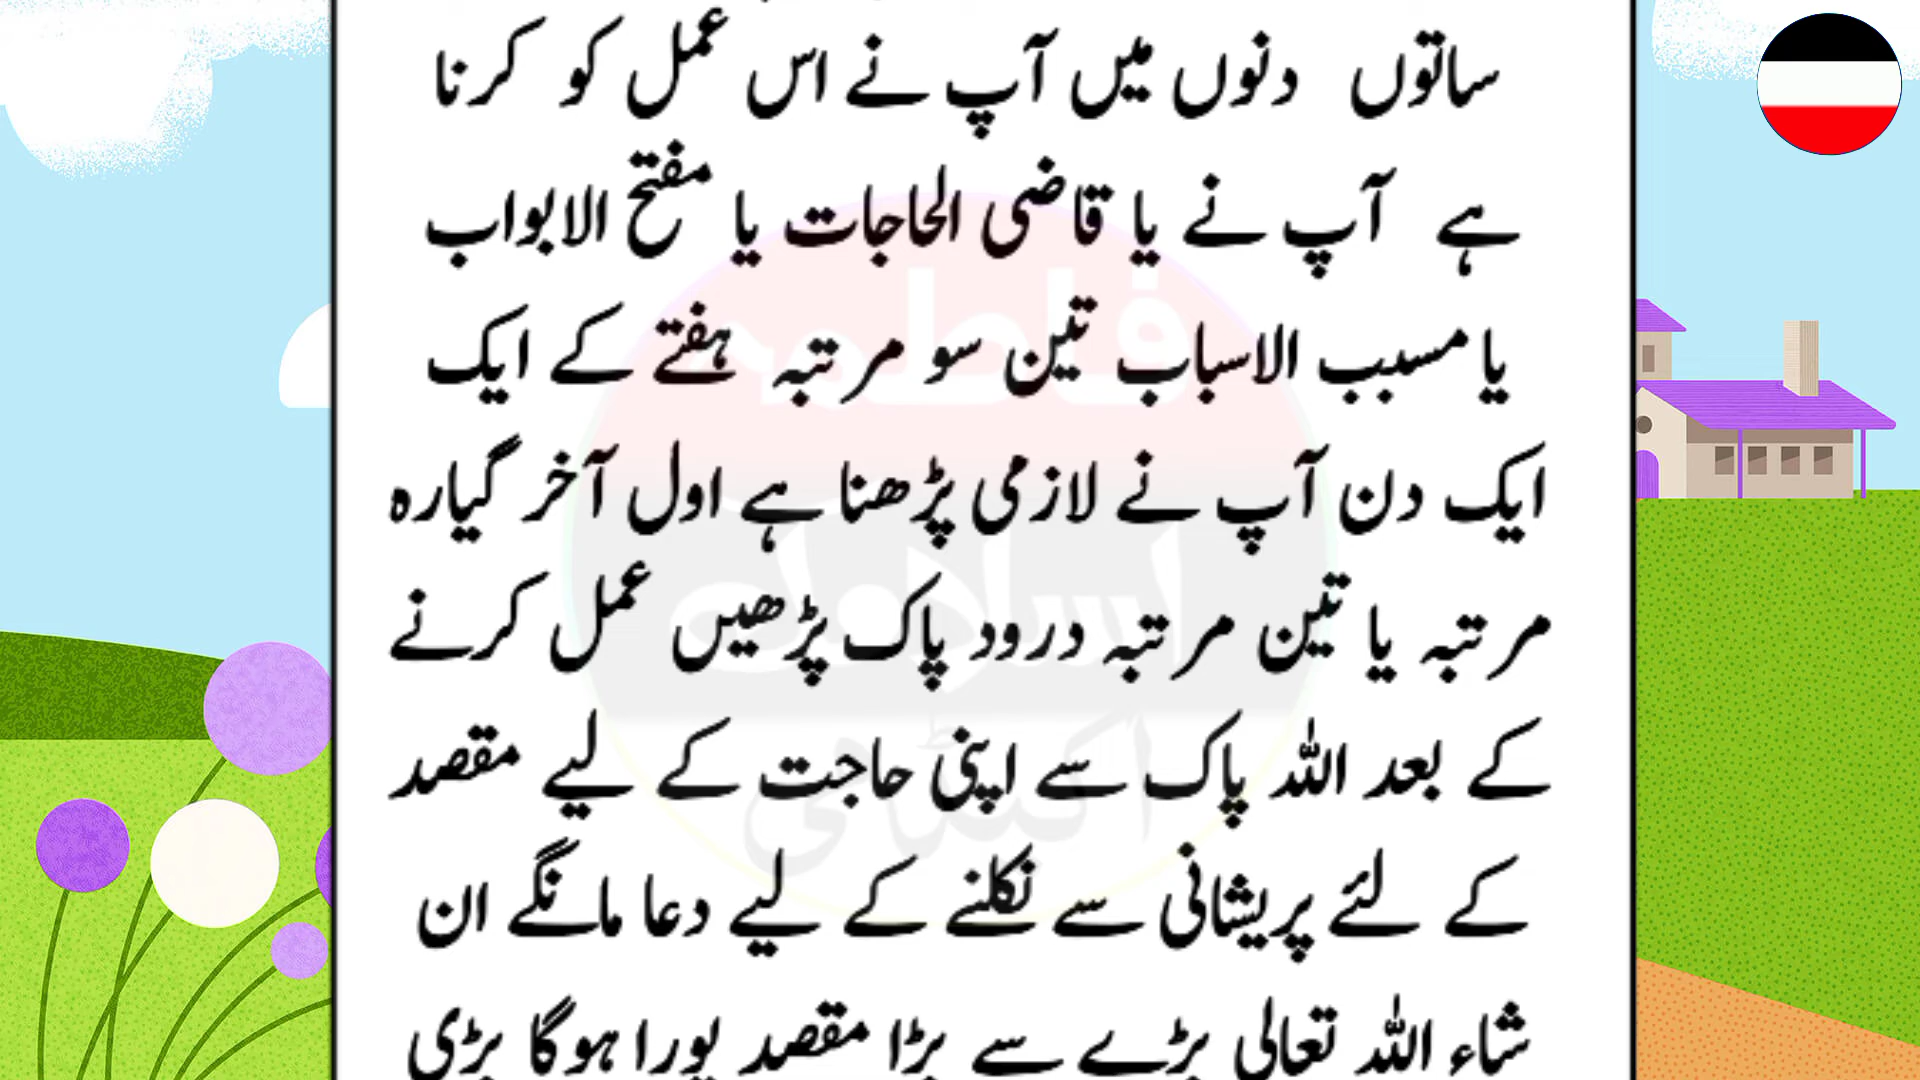 ساتوں دنوں میں آپ نے اس عمل کو کرنا
ہے آپ نے یا قاضی الحاجات یا مفتح الابواب
یا مسبب الاسباب تین سو مرتبہ ہفتے کے ایک
ایک دن آپ نے لازمی پڑھنا ہے اول آخر گیارہ
مرتبہ یا تین مرتبہ درود پاک پڑھیں عمل کرنے
کے بعد اللہ پاک سے اپنی حاجت کے لیے مقصد
کے لئے پریشانی سے نکلنے کے لیے دعا مانگے ان
شاء اللہ تعالی بڑے سے بڑا مقصد پورا ہوگا بڑی
فاطمہ
اسلامک
اکیڈمی